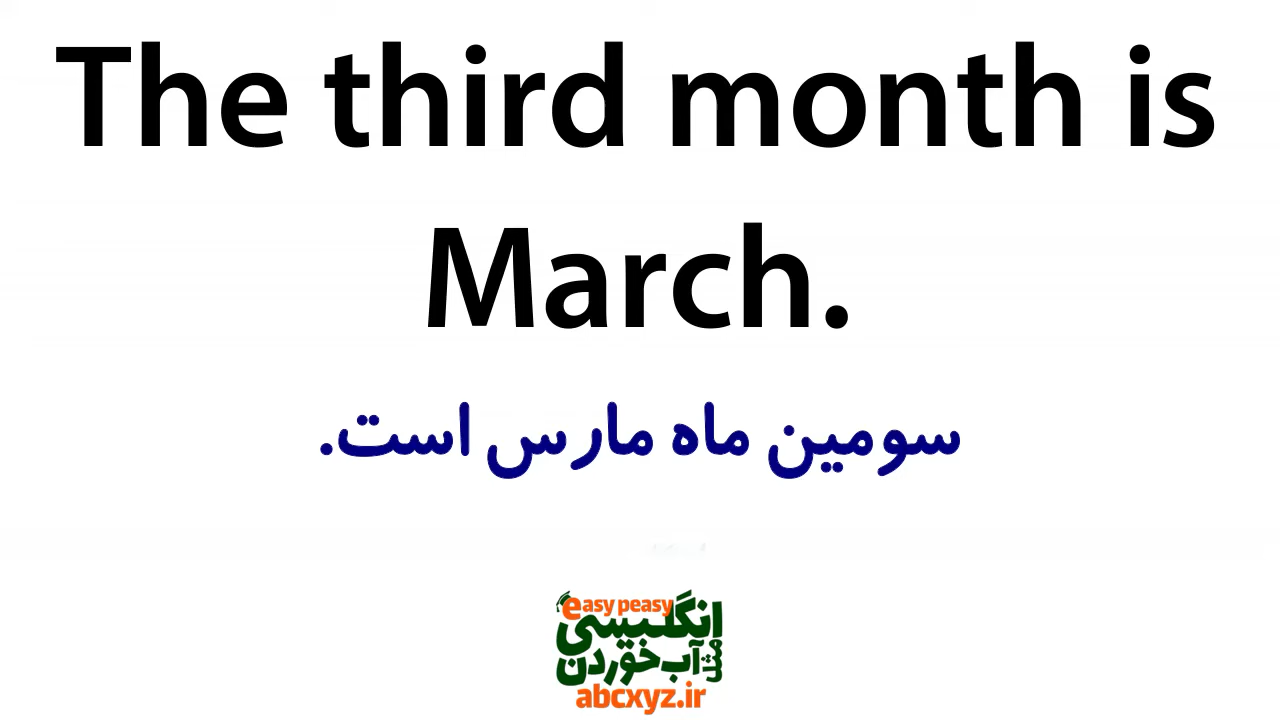 The third month is
March.
سومین ماه مارس است.
easy peasy
انگلیسی
مثل آب خوردن
abcxyz.ir